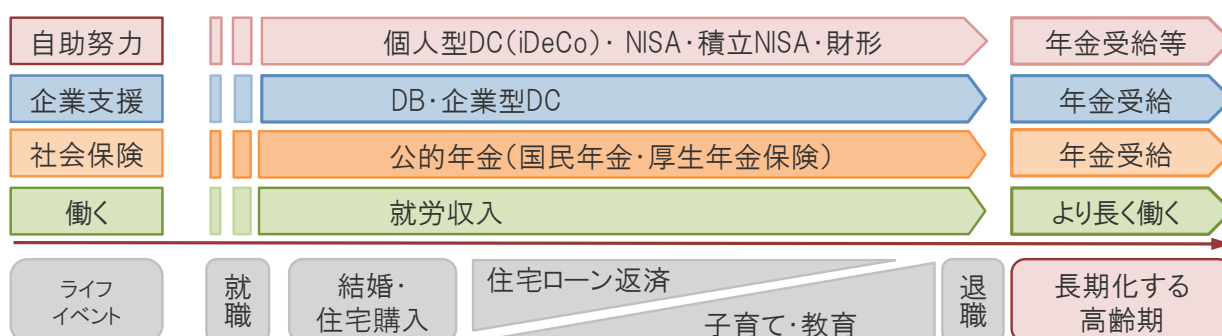 自助努力
個人型DC(iDeCo)・NISA・積立NISA・財形
年金受給等
企業支援
DB・企業型DC
年金受給
社会保険
公的年金(国民年金・厚生年金保険)
年金受給
働く
就労収入
より長く働く
ライフ
イベント
就職
結婚・
住宅購入
住宅ローン返済
子育て・教育
退職
長期化する
高齢期